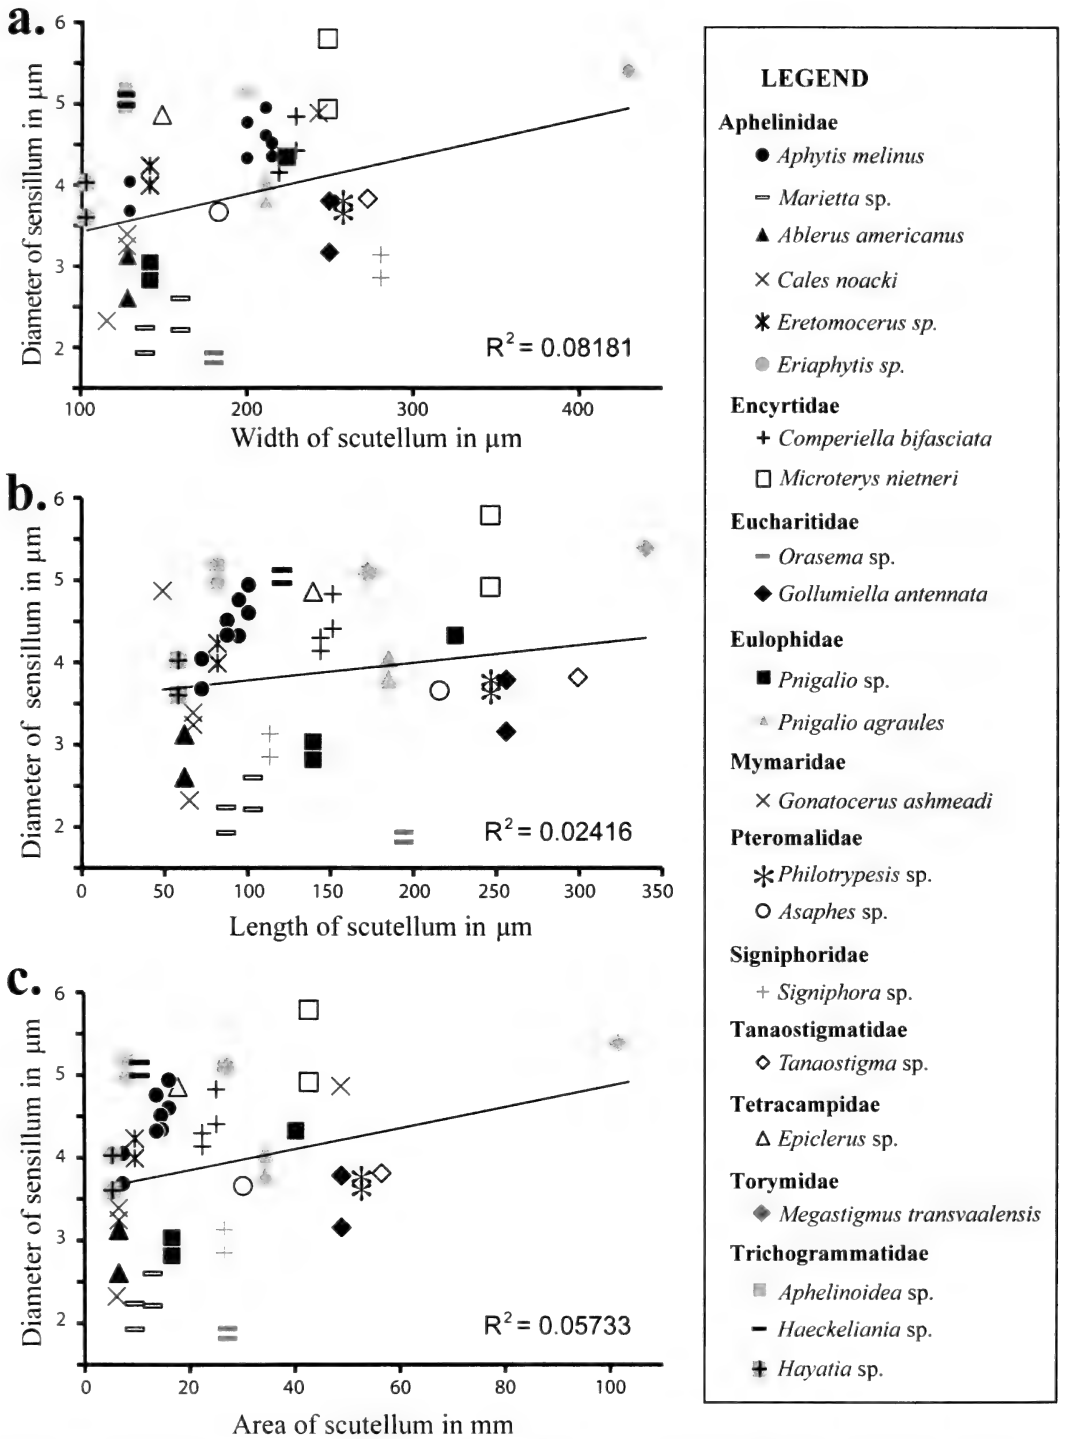 a.
6
5
4
3
2
Diameter of sensillum in µm
R² = 0.08181
100 200 300 400
Width of scutellum in µm
b.
6
5
4
3
2
Diameter of sensillum in µm
R² = 0.02416
0 50 100 150 200 250 300 350
Length of scutellum in µm
c.
6
5
4
3
2
Diameter of sensillum in µm
R² = 0.05733
0 20 40 60 80 100
Area of scutellum in mm
LEGEND
Aphelinidae
Aphytis melinus
Marietta sp.
Ablerus americanus
Cales noacki
Eretomocerus sp.
Eriaphytis sp.
Encyrtidae
Comperiella bifasciata
Microterys nietneri
Eucharitidae
Orasema sp.
Gollumiella antennata
Eulophidae
Pnigalio sp.
Pnigalio agraules
Mymaridae
Gonatocerus ashmeadi
Pteromalidae
Philotrypesis sp.
Asaphes sp.
Signiphoridae
Signiphora sp.
Tanaostigmatidae
Tanaostigma sp.
Tetracampidae
Epiclerus sp.
Torymidae
Megastigmus transvaalensis
Trichogrammatidae
Aphelinoidea sp.
Haeckeliania sp.
Hayatia sp.